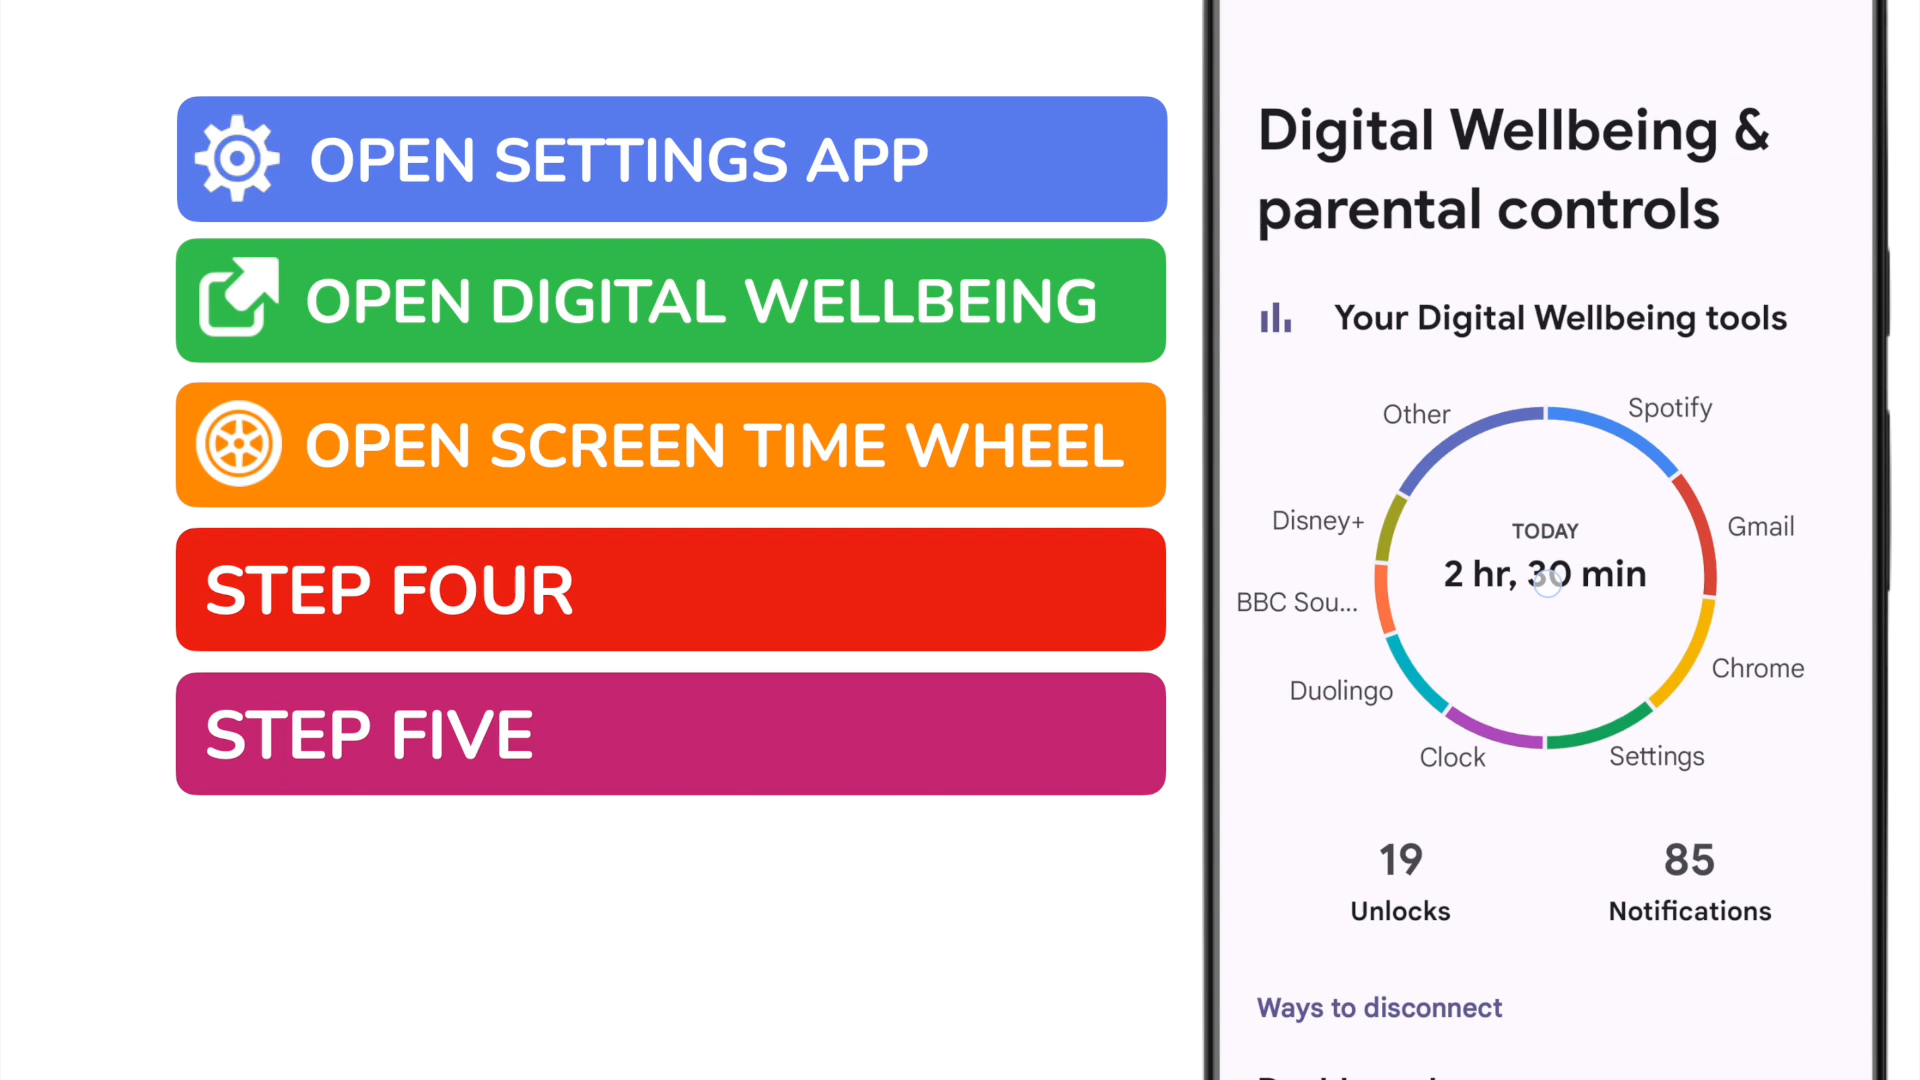 OPEN SETTINGS APP
OPEN DIGITAL WELLBEING
OPEN SCREEN TIME WHEEL
STEP FOUR
STEP FIVE
Digital Wellbeing &
parental controls
Your Digital Wellbeing tools
Other
Spotify
Disney+
TODAY
Gmail
2 hr, 30 min
BBC Sou...
Chrome
Duolingo
Clock
Settings
19
85
Unlocks
Notifications
Ways to disconnect